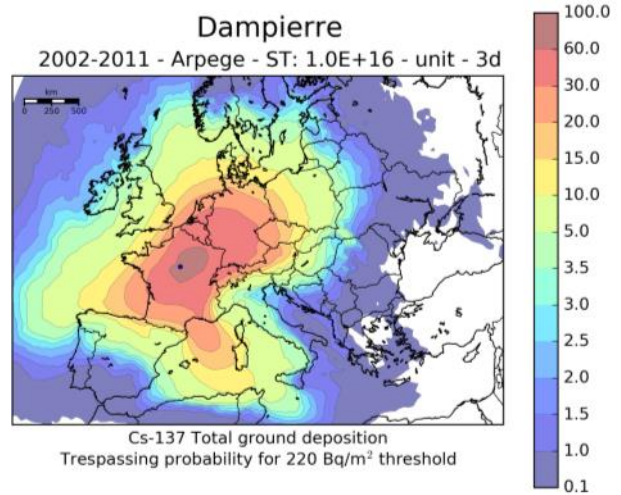 Dampierre
2002-2011 - Arpege - ST: 1.0E+16 - unit - 3d
km
0 250 500
100.0
60.0
30.0
20.0
15.0
10.0
5.0
3.5
3.0
2.5
2.0
1.5
1.0
0.1
Cs-137 Total ground deposition
Trespassing probability for 220 Bq/m² threshold